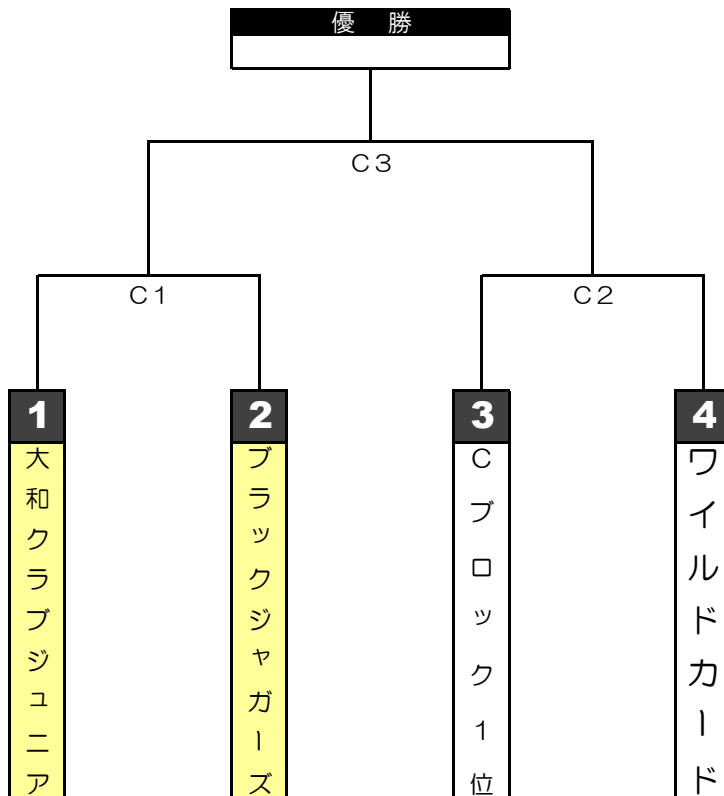 優 勝
C3
C1
C2
1
2
3
4
大和クラブジュニア
ブラックジャガーズ
Cブロック1位
ワイルドカード